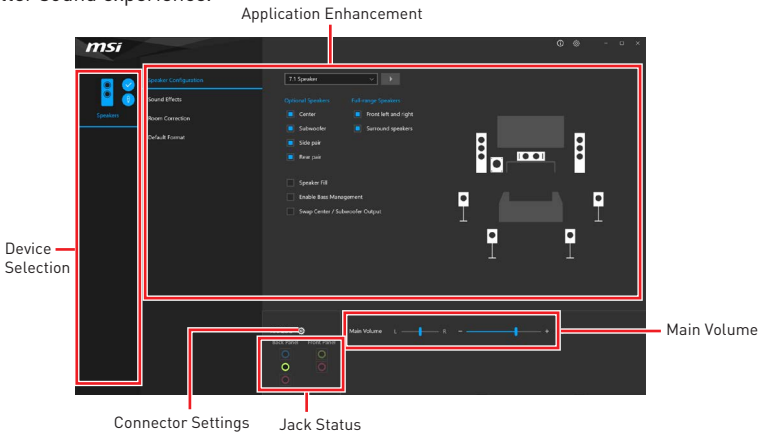 Application Enhancement
msi
Speaker Configuration
Sound Effects
Room Correction
Default Format
Speakers
7.1 Speaker
Optional Speakers
Full-range Speakers
Center
Front left and right
Subwoofer
Surround speakers
Side pair
Rear pair
Speaker Fill
Enable Bass Management
Swap Center / Subwoofer Output
Device
Selection
Main Volume L R - +
Main Volume
Back Panel
Front Panel
Connector Settings
Jack Status